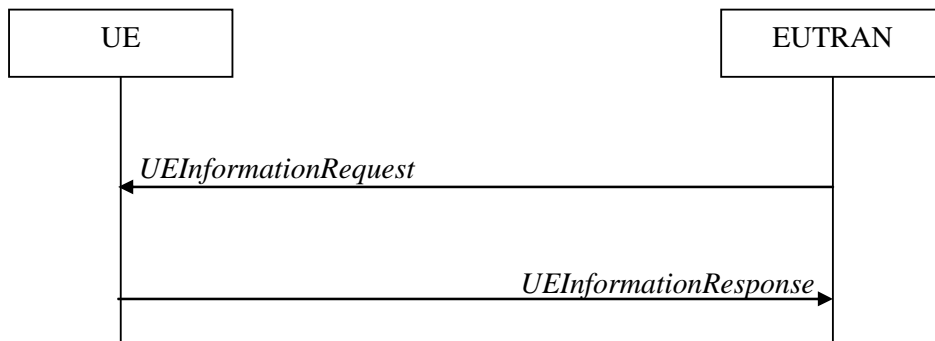 UE
EUTRAN
UEInformationRequest
UEInformationResponse